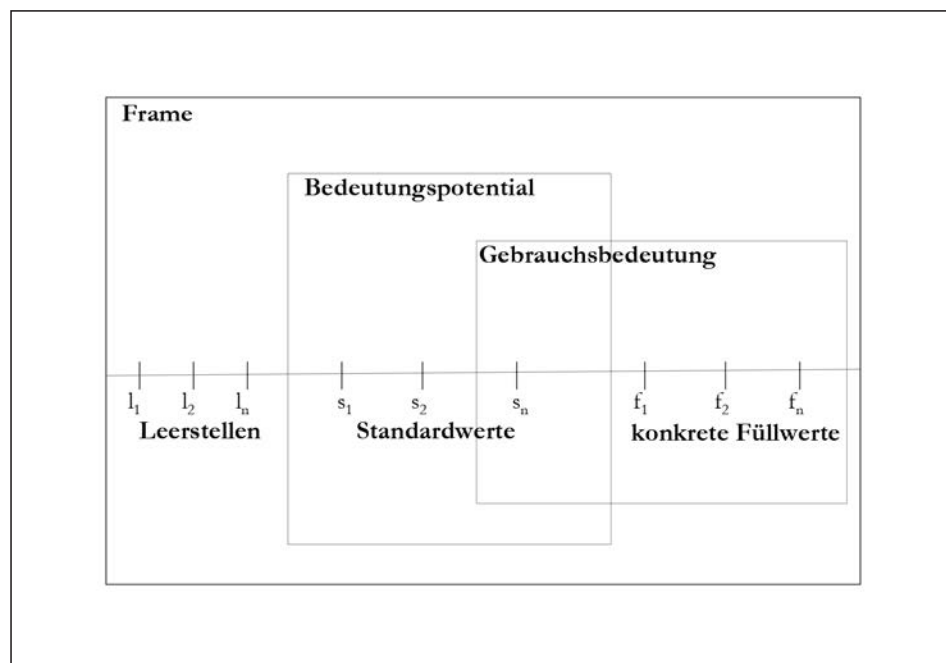 Frame
Bedeutungspotential
Gebrauchsbedeutung
l₁ l₂ lₙ s₁ s₂ sₙ f₁ f₂ fₙ
Leerstellen Standardwerte konkrete Füllwerte